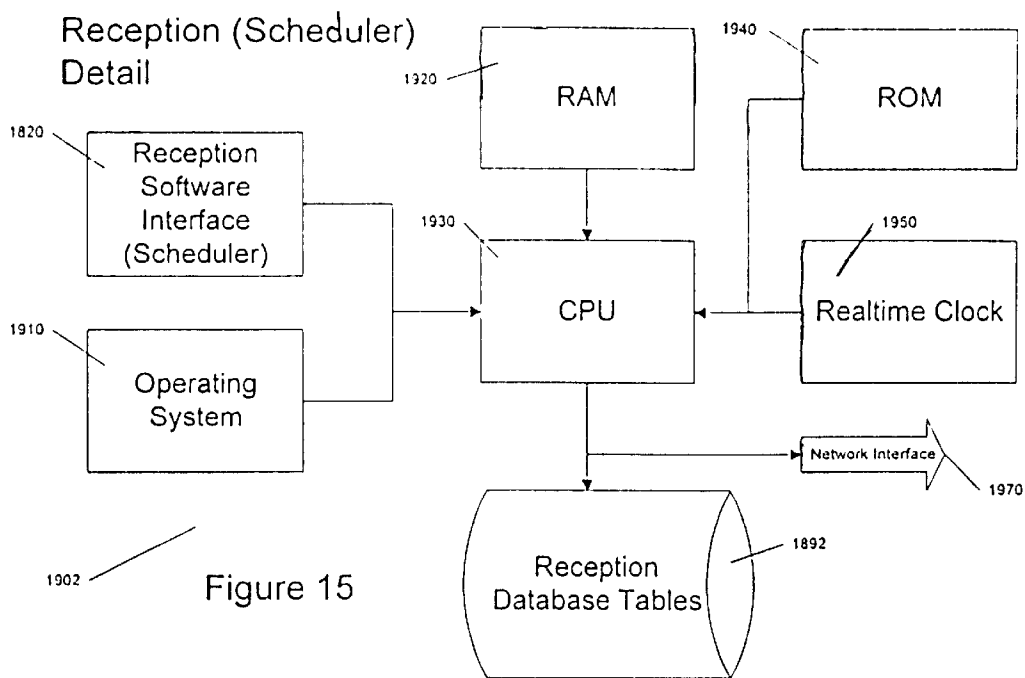 Reception (Scheduler)
Detail
1820
Reception
Software
Interface
(Scheduler)
1910
Operating
System
1902
Figure 15
1920
RAM
1930
CPU
1940
ROM
1950
Realtime Clock
Network Interface
1970
1892
Reception
Database Tables